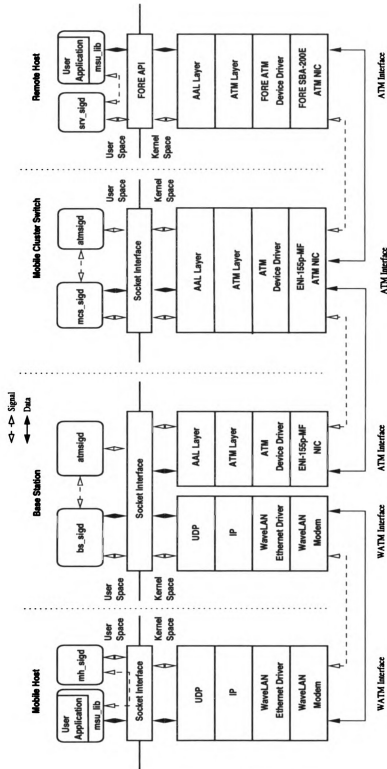 Signal
Data
Mobile Host
User
Application
msu_lib
mh_sigd
User
Space
Socket Interface
Kernel
Space
UDP
IP
WaveLAN
Ethernet Driver
WaveLAN
Modem
WATM Interface
Base Station
bs_sigd
atmsigd
User
Space
Socket Interface
Kernel
Space
UDP
IP
WaveLAN
Ethernet Driver
WaveLAN
Modem
AAL Layer
ATM Layer
ATM
Device Driver
ENI-155p-MF
NIC
WATM Interface
ATM Interface
Mobile Cluster Switch
mcs_sigd
atmsigd
User
Space
Socket Interface
Kernel
Space
AAL Layer
ATM Layer
ATM
Device Driver
ENI-155p-MF
ATM NIC
ATM Interface
Remote Host
srv_sigd
User
Application
msu_lib
User
Space
FORE API
Kernel
Space
AAL Layer
ATM Layer
FORE ATM
Device Driver
FORE SBA-200E
ATM NIC
ATM Interface